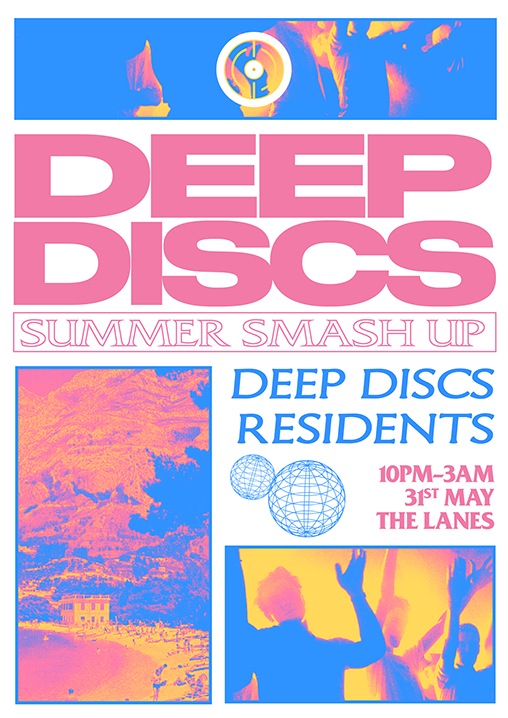 DEEP
DISCS
SUMMER SMASH UP
DEEP DISCS
RESIDENTS
10PM–3AM
31ST MAY
THE LANES